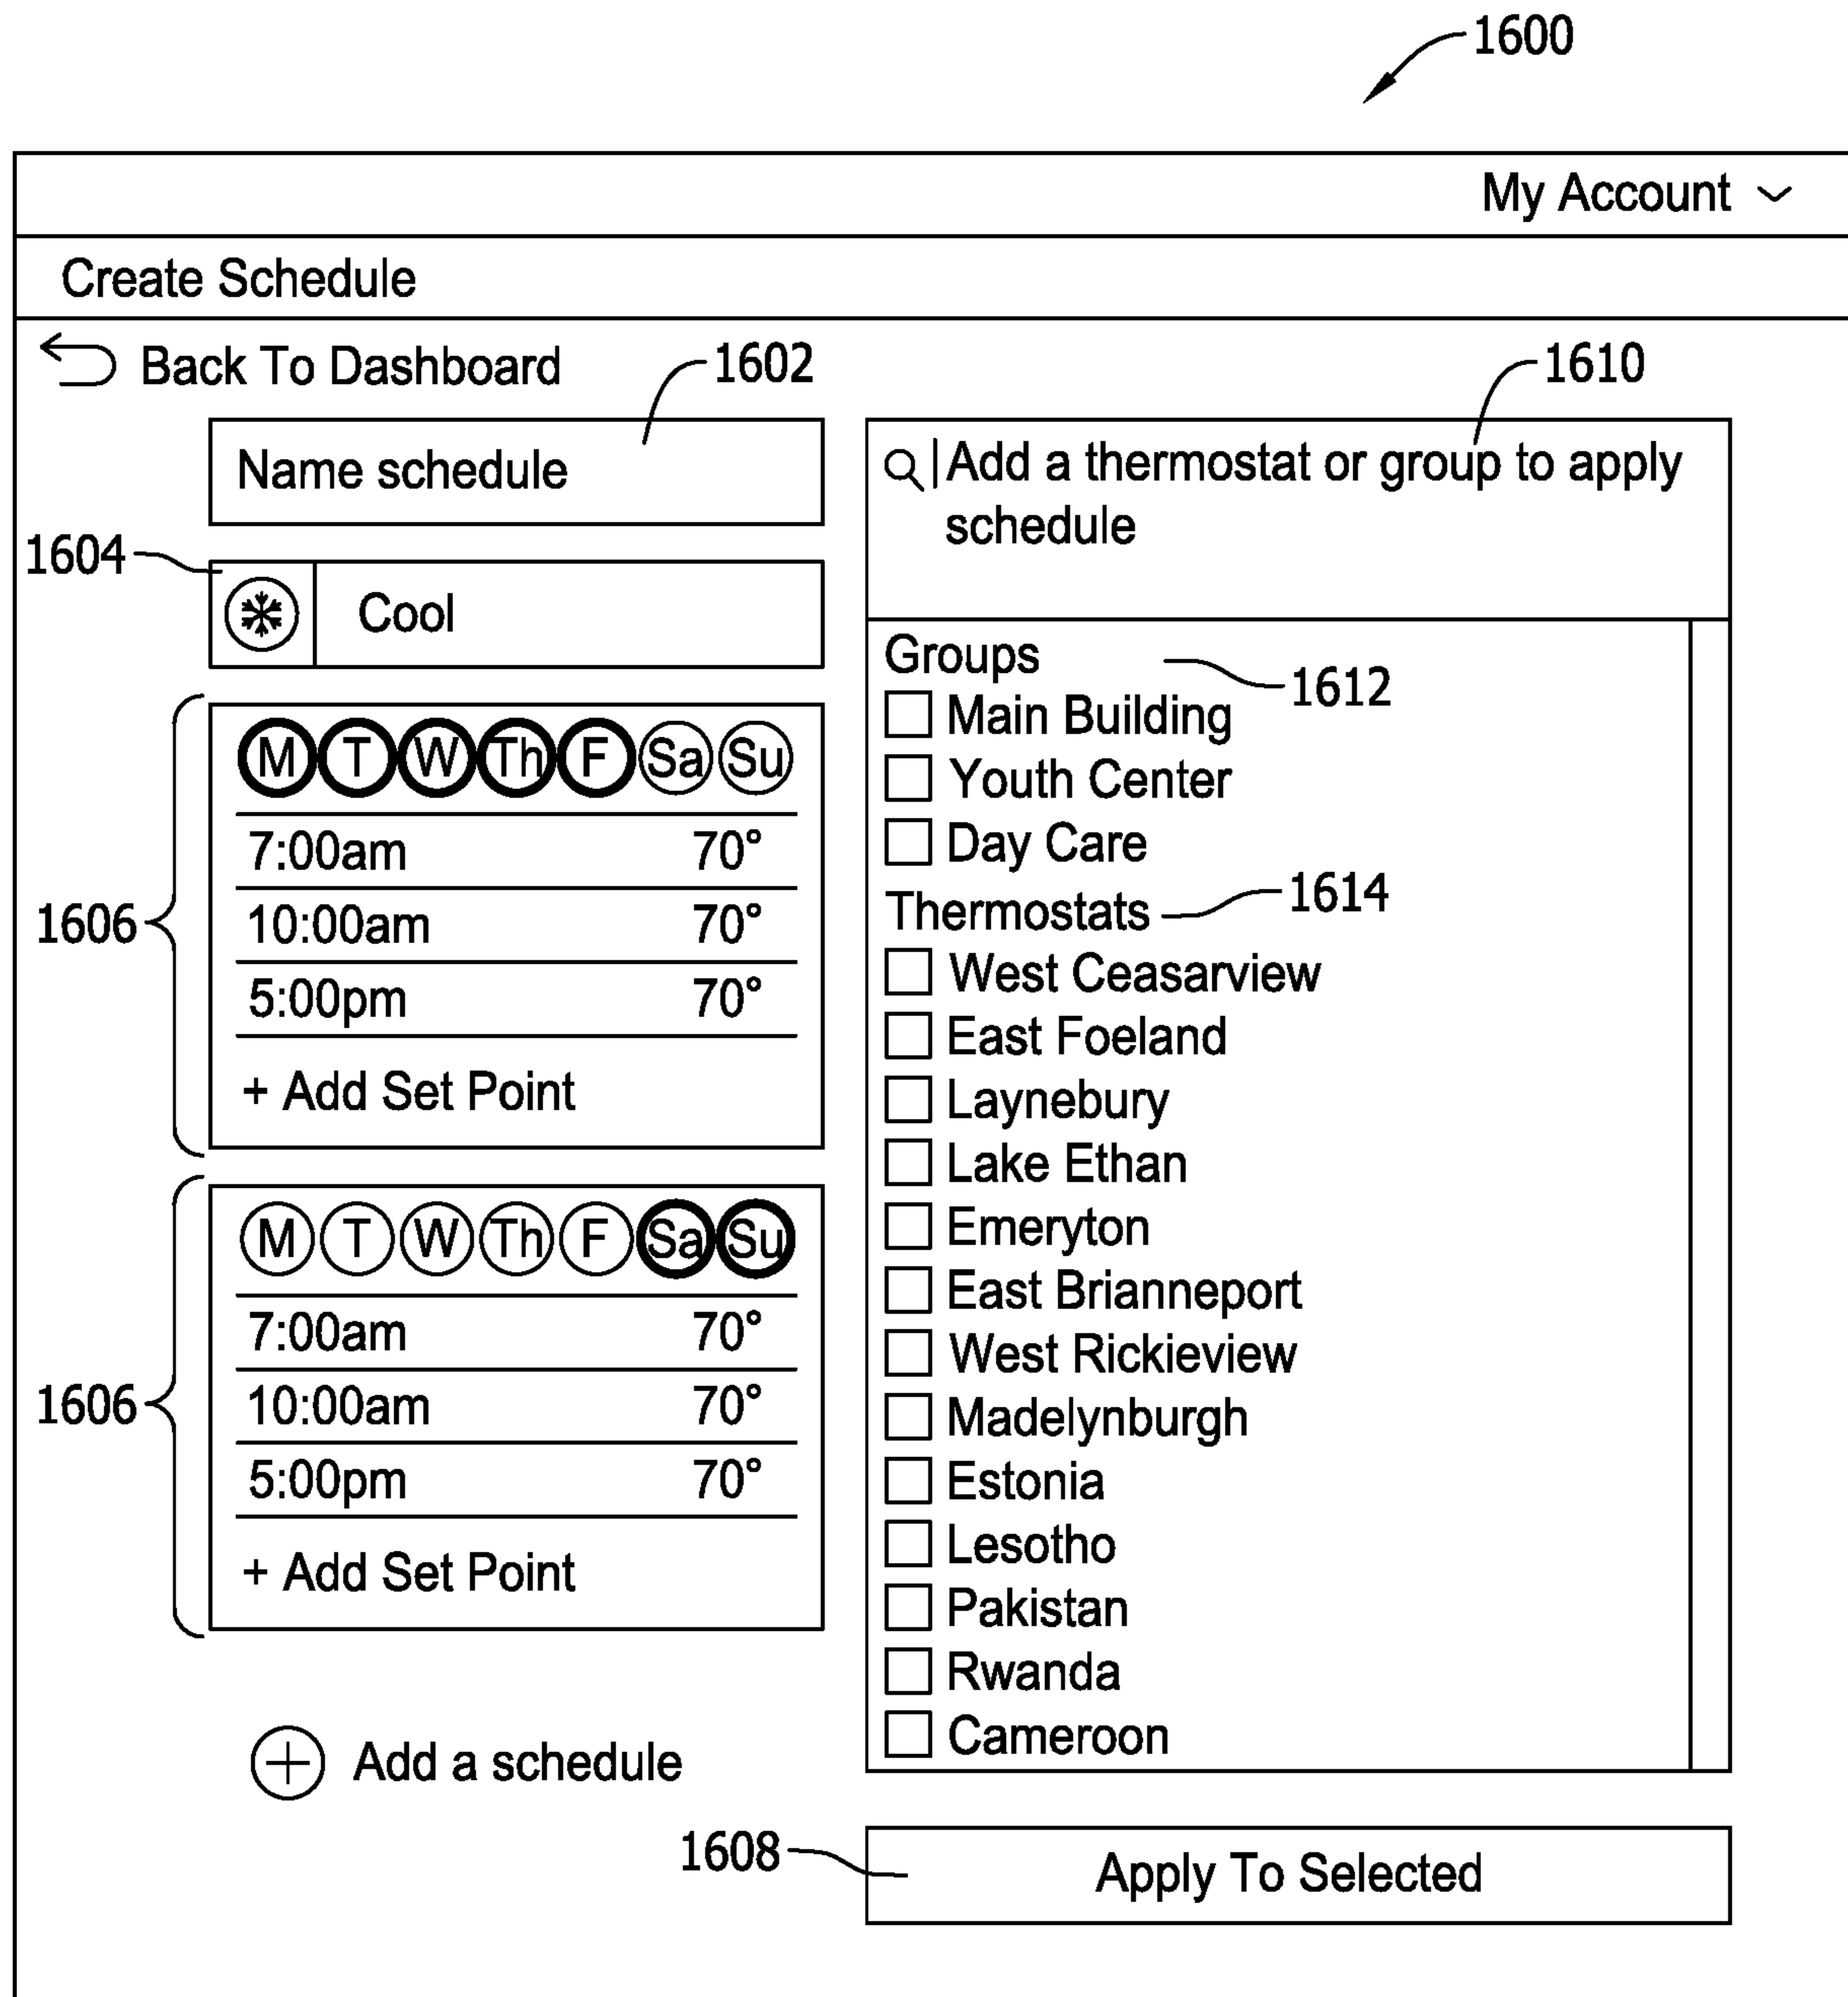 1600
My Account
Create Schedule
Back To Dashboard
1602
Name schedule
1604
Cool
1606
M T W Th F Sa Su
7:00am 70°
10:00am 70°
5:00pm 70°
+ Add Set Point
1606
M T W Th F Sa Su
7:00am 70°
10:00am 70°
5:00pm 70°
+ Add Set Point
+ Add a schedule
1610
Add a thermostat or group to apply
schedule
Groups
1612
Main Building
Youth Center
Day Care
Thermostats
1614
West Ceasarview
East Foeland
Laynebury
Lake Ethan
Emeryton
East Brianneport
West Rickieview
Madelynburgh
Estonia
Lesotho
Pakistan
Rwanda
Cameroon
1608
Apply To Selected